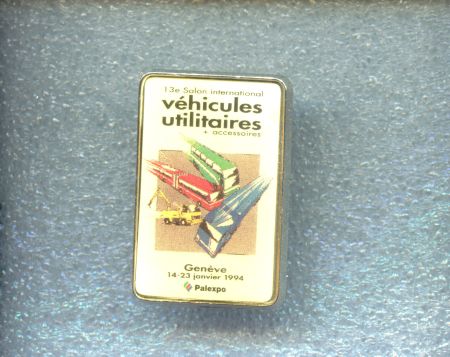 13e Salon international
véhicules
utilitaires
+ accessoires
Genève
14-23 janvier 1994
Palexpo